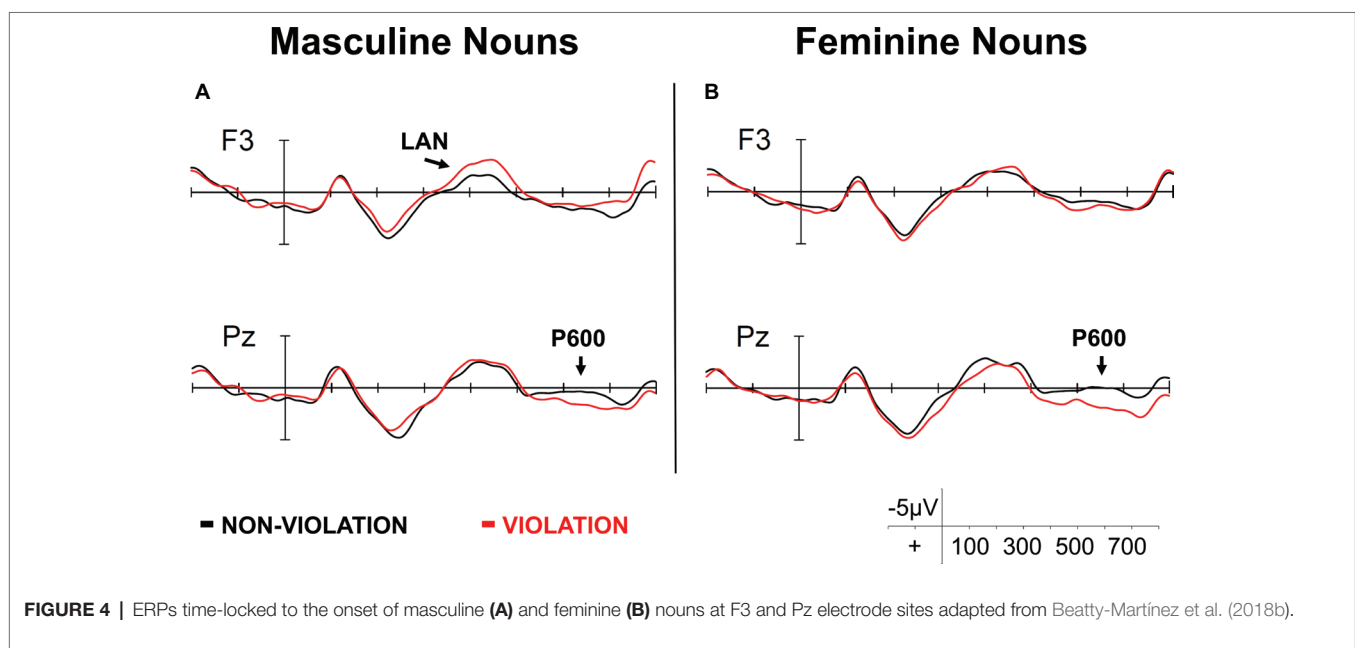 Masculine Nouns
Feminine Nouns
A
B
F3
LAN
F3
Pz
P600
Pz
P600
NON-VIOLATION
VIOLATION
-5µV
+ 100 300 500 700
FIGURE 4 | ERPs time-locked to the onset of masculine (A) and feminine (B) nouns at F3 and Pz electrode sites adapted from Beatty-Martínez et al. (2018b).